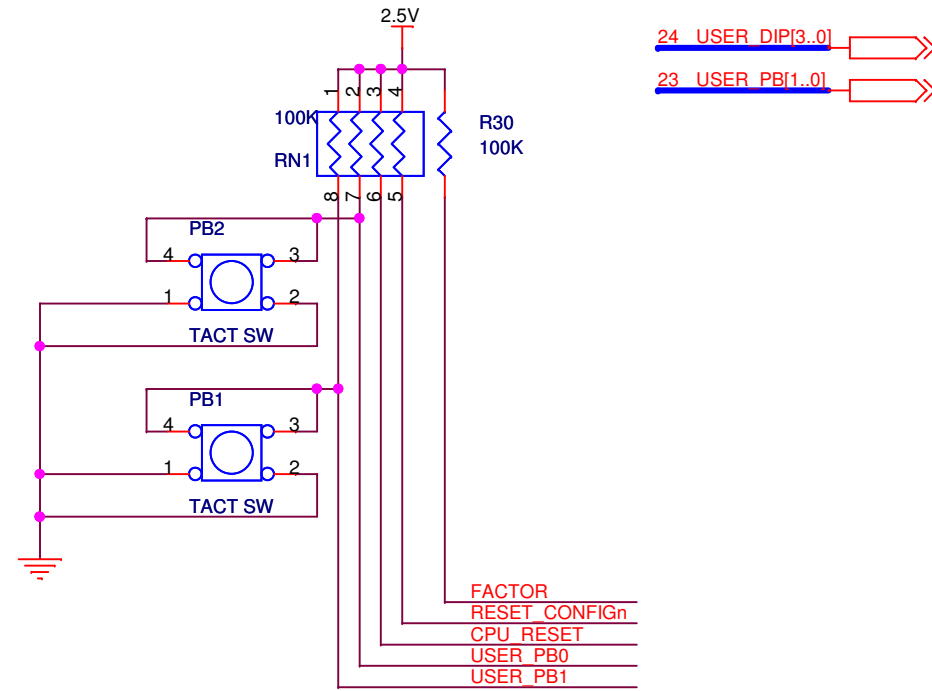 2.5V
24 USER_DIP[3..0]
23 USER_PB[1..0]
1 2 3 4
100K
RN1
R30
100K
8 7 6 5
PB2
4 3
1 2
TACT SW
PB1
4 3
1 2
TACT SW
FACTOR
RESET_CONFIGn
CPU_RESET
USER_PB0
USER_PB1